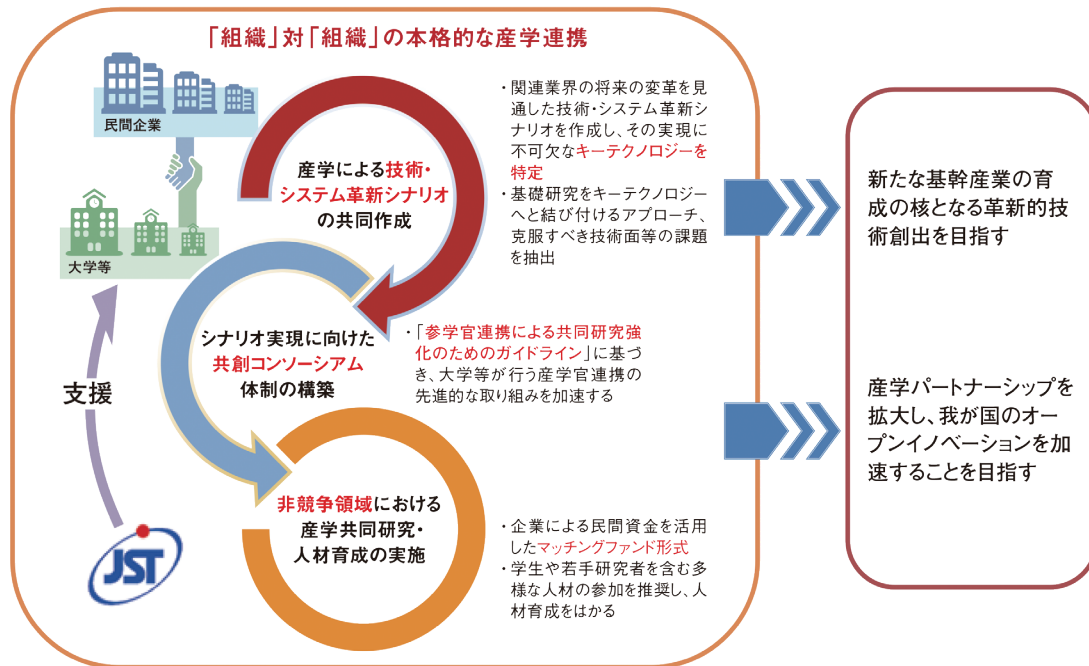 「組織」対「組織」の本格的な産学連携
民間企業
大学等
支援
JST
産学による技術・
システム革新シナリオ
の共同作成
・関連業界の将来の変革を見
通した技術・システム革新シ
ナリオを作成し、その実現に
不可欠なキーテクノロジーを
特定
・基礎研究をキーテクノロジー
へと結び付けるアプローチ、
克服すべき技術面等の課題
を抽出
シナリオ実現に向けた
共創コンソーシアム
体制の構築
・「参学官連携による共同研究強
化のためのガイドライン」に基づ
き、大学等が行う産学官連携の
先進的な取り組みを加速する
非競争領域における
産学共同研究・
人材育成の実施
・企業による民間資金を活用
したマッチングファンド形式
・学生や若手研究者を含む多
様な人材の参加を推奨し、人
材育成をはかる
新たな基幹産業の育
成の核となる革新的技
術創出を目指す
産学パートナーシップを
拡大し、我が国のオー
プンイノベーションを加
速することを目指す